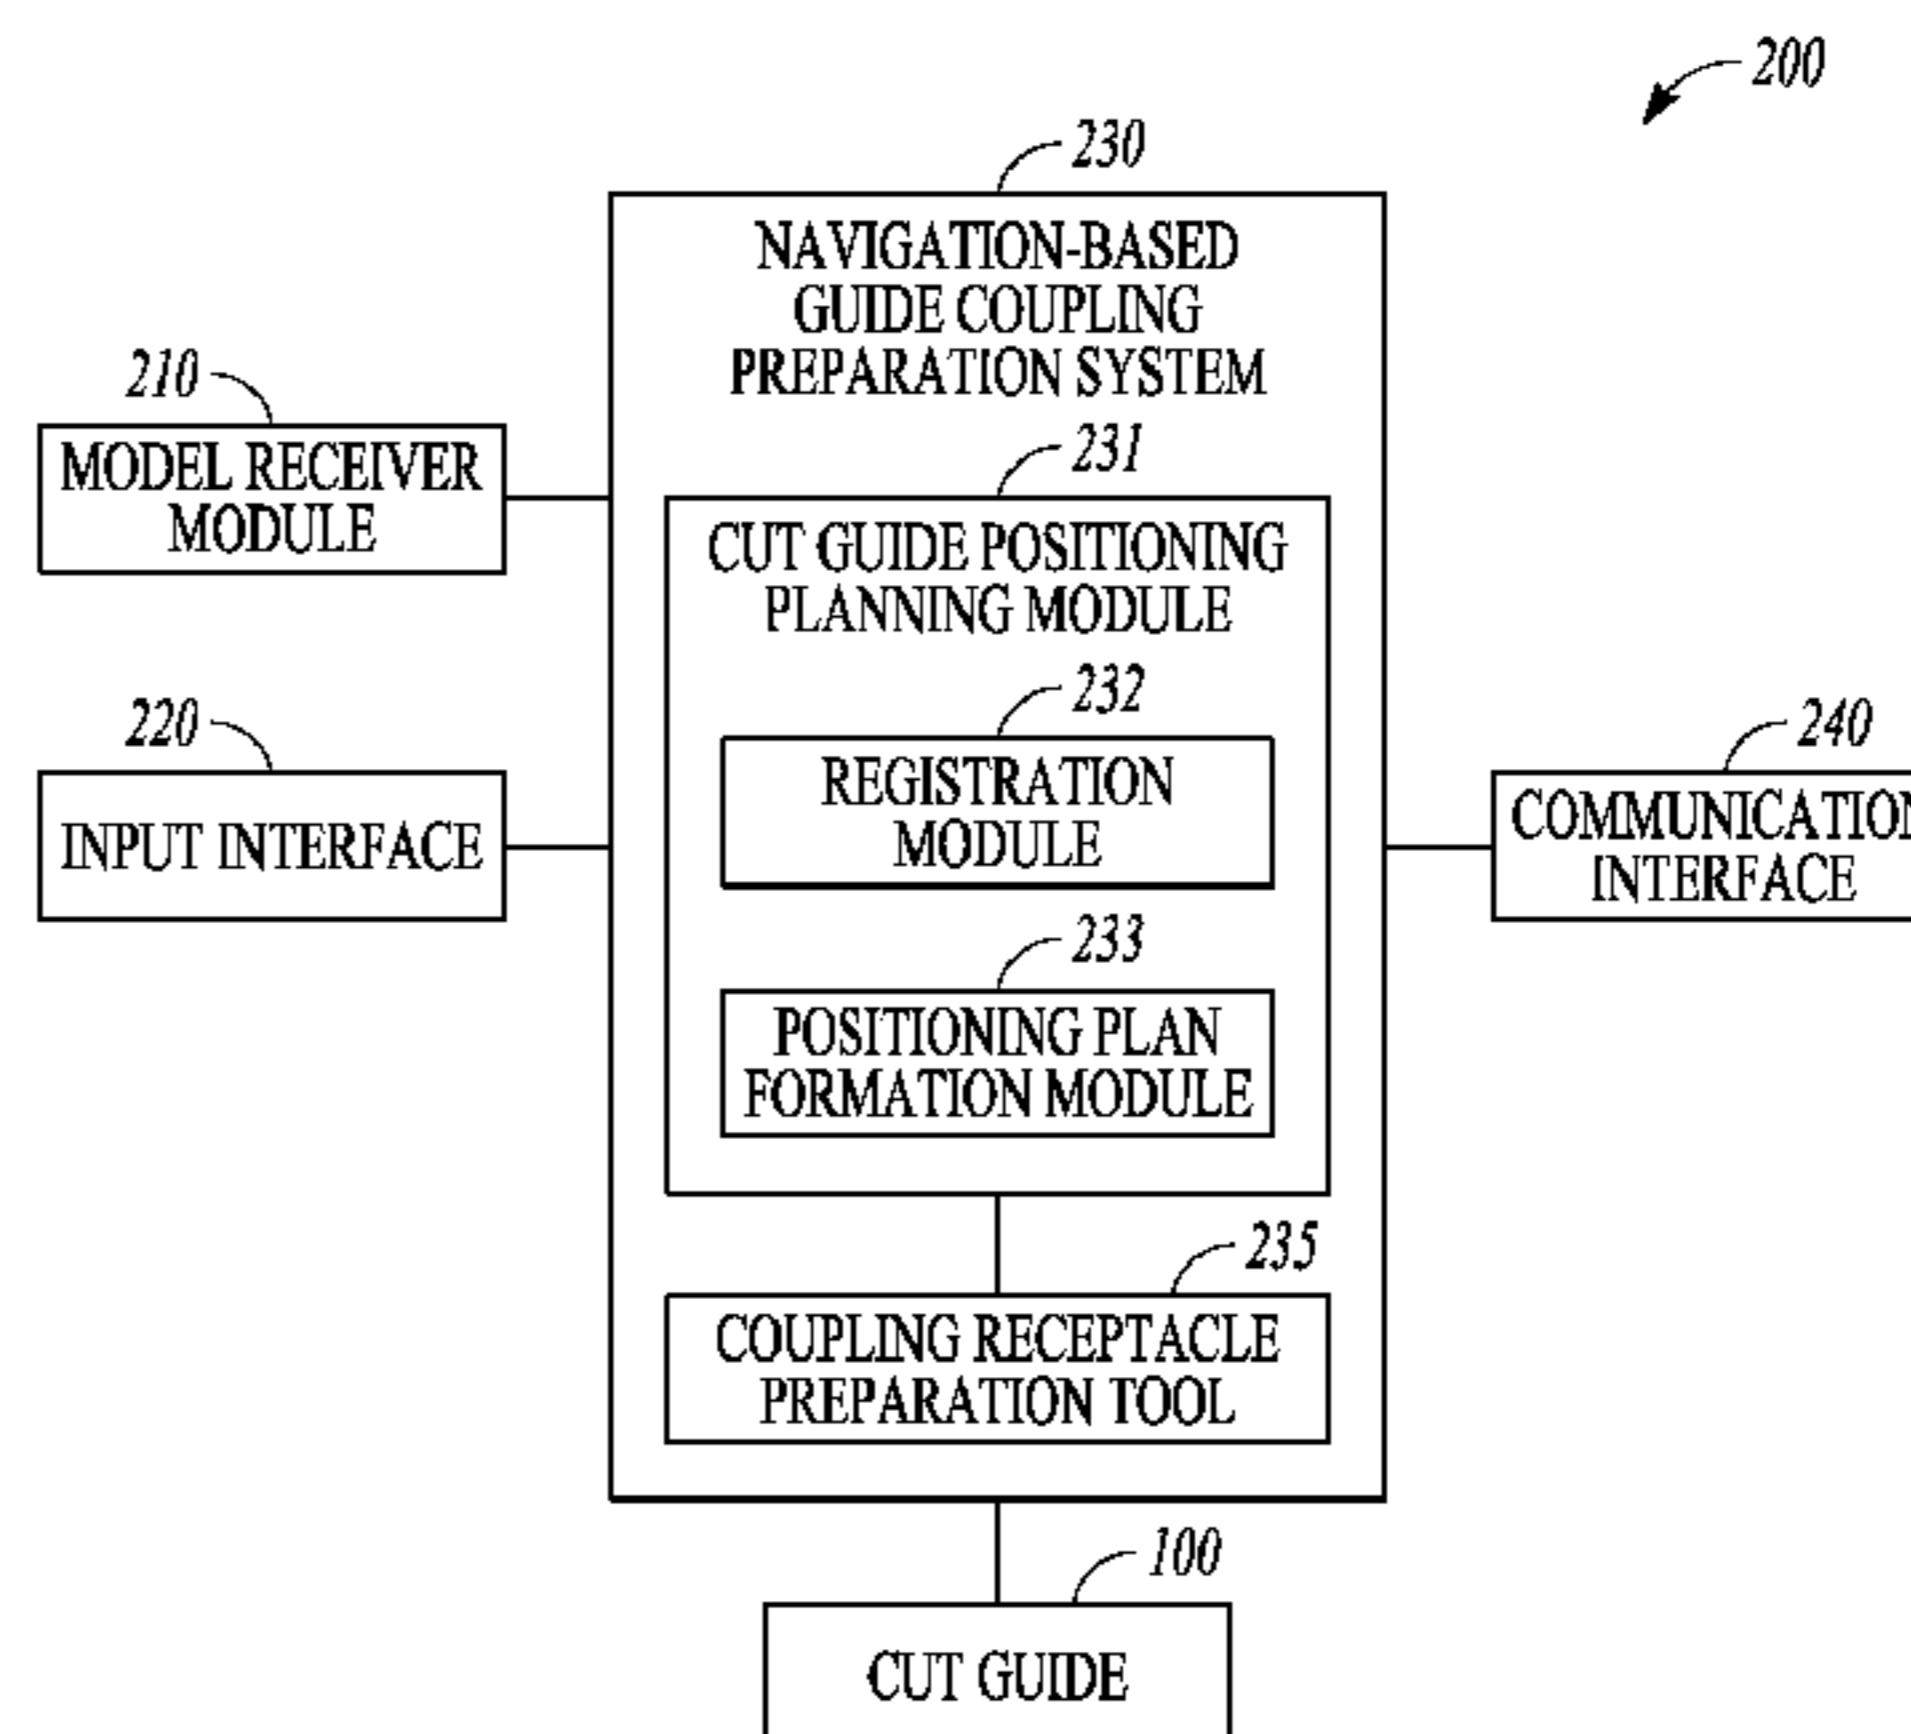 200
230
NAVIGATION-BASED
GUIDE COUPLING
PREPARATION SYSTEM
210
MODEL RECEIVER
MODULE
231
CUT GUIDE POSITIONING
PLANNING MODULE
232
REGISTRATION
MODULE
220
INPUT INTERFACE
240
COMMUNICATION
INTERFACE
233
POSITIONING PLAN
FORMATION MODULE
235
COUPLING RECEPTACLE
PREPARATION TOOL
100
CUT GUIDE